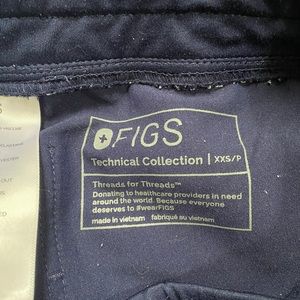 FIGS
Technical Collection | XXS/P
Threads for Threads™
Donating to healthcare providers in need
around the world. Because everyone
deserves to #wearFIGS
made in vietnam fabriqué au vietnam